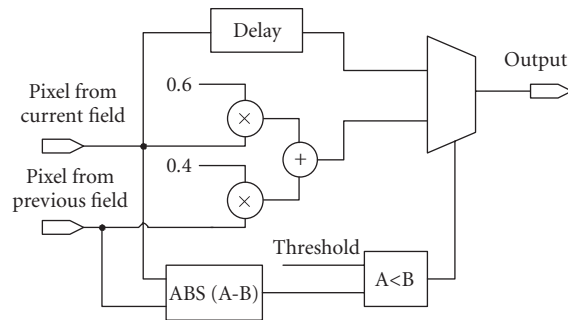 Delay
Output
0.6
Pixel from
current field
×
+
0.4
Pixel from
previous field
×
Threshold
A<B
ABS (A-B)